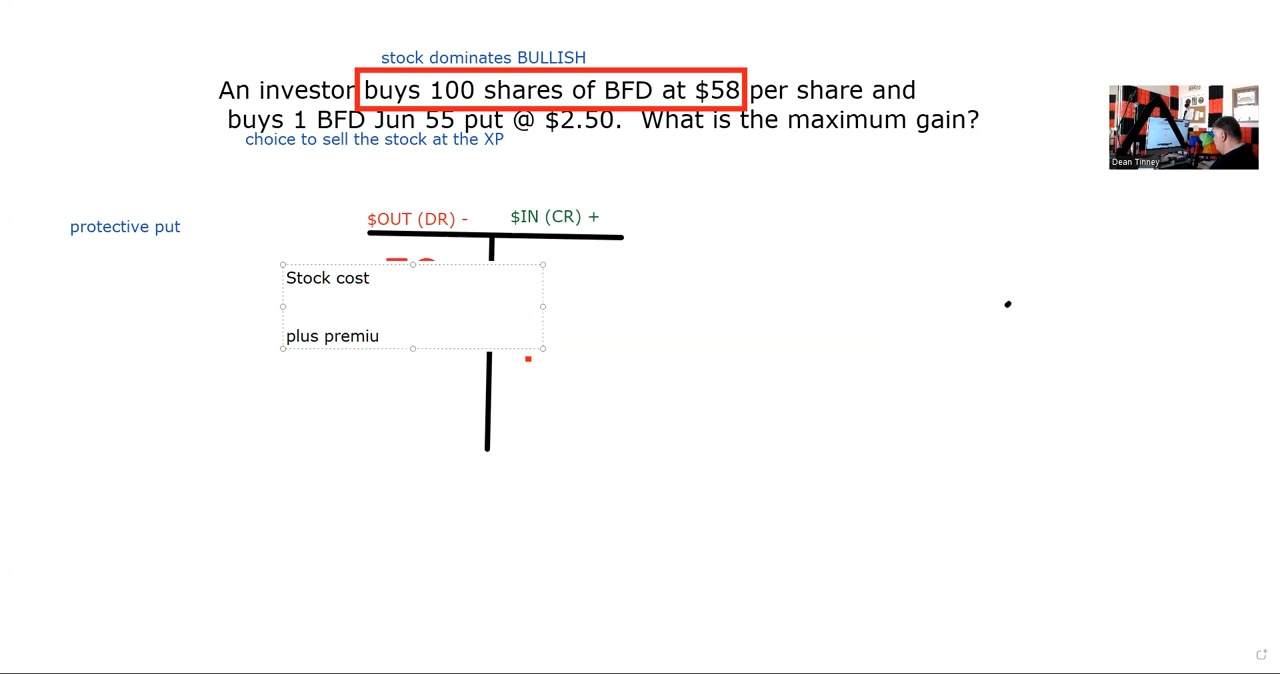 stock dominates BULLISH
An investor buys 100 shares of BFD at $58 per share and
buys 1 BFD Jun 55 put @ $2.50. What is the maximum gain?
choice to sell the stock at the XP
Dean Tinney
$OUT (DR) - $IN (CR) +
protective put
Stock cost
plus premiu